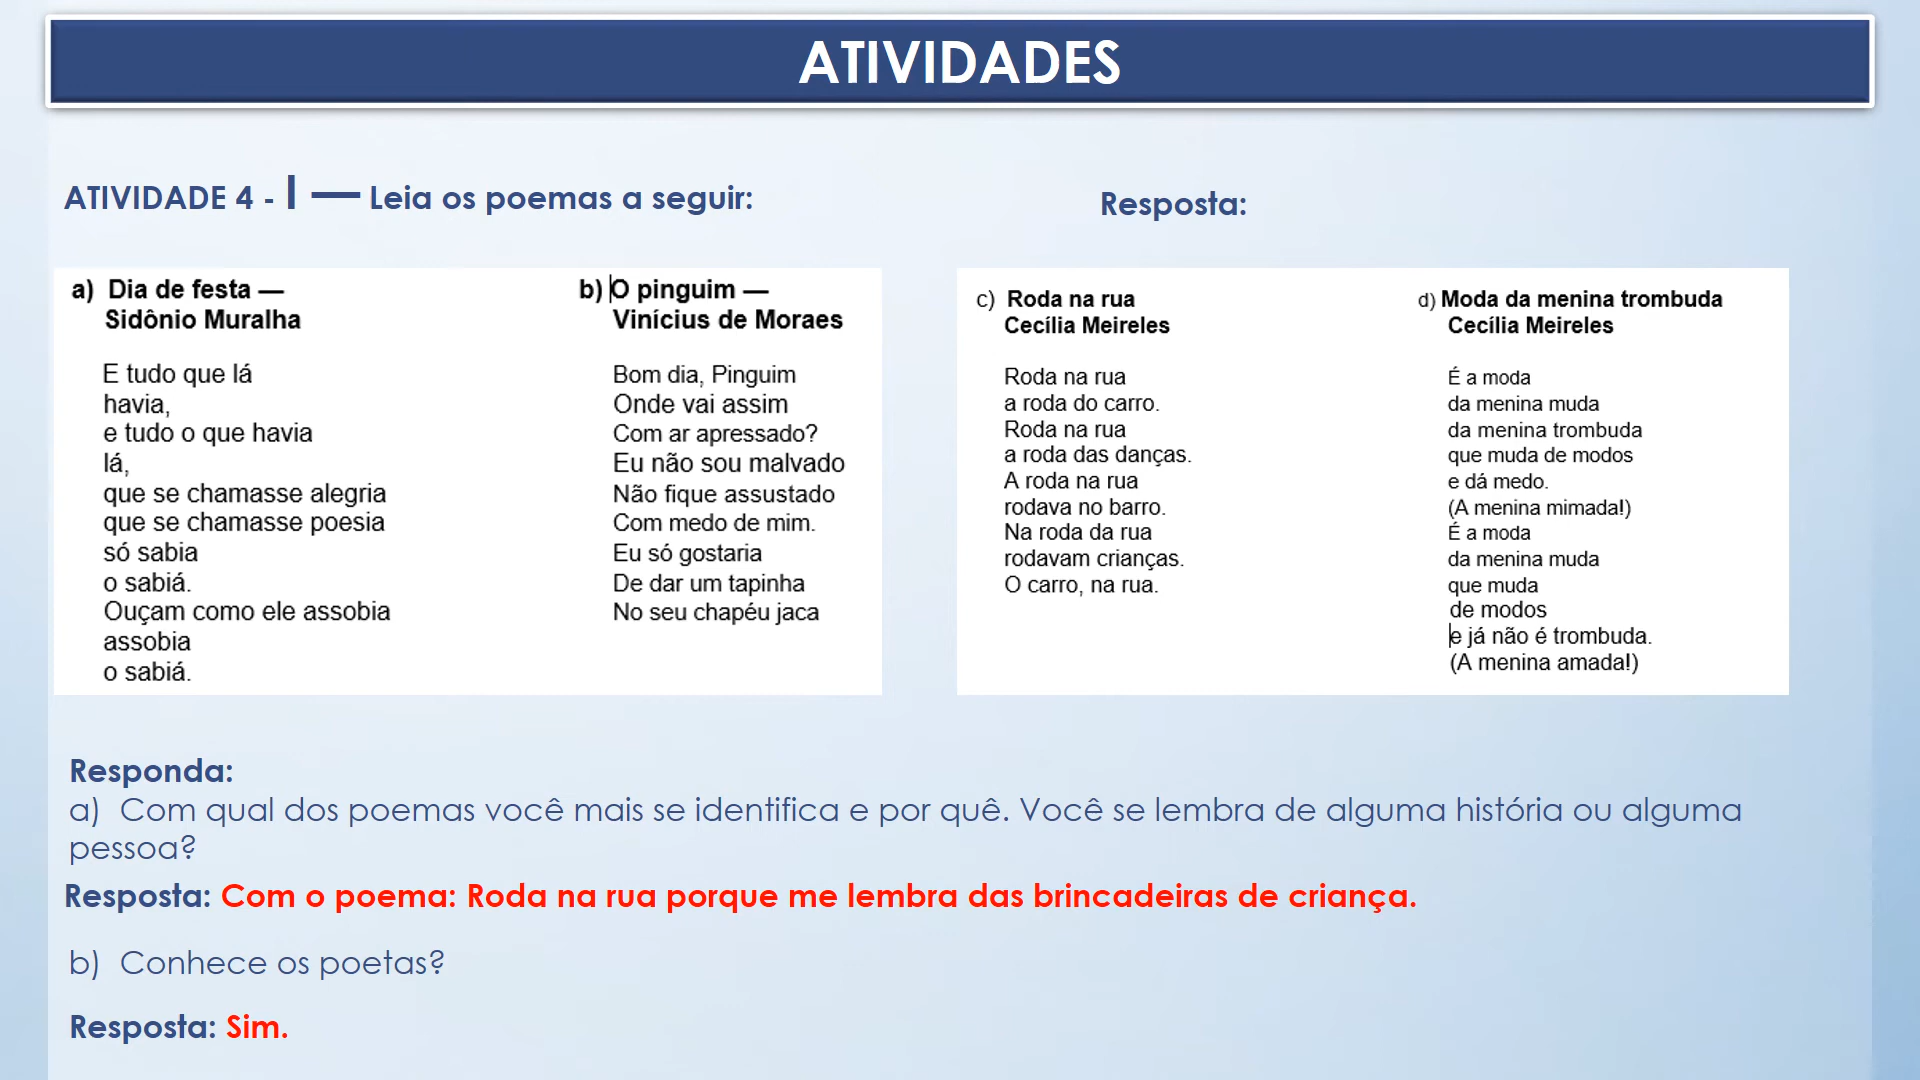 ATIVIDADES
ATIVIDADE 4 - I — Leia os poemas a seguir:
Resposta:
a) Dia de festa —
Sidônio Muralha
E tudo que lá
havia,
e tudo o que havia
lá,
que se chamasse alegria
que se chamasse poesia
só sabia
o sabiá.
Ouçam como ele assobia
assobia
o sabiá.
b) O pinguim —
Vinícius de Moraes
Bom dia, Pinguim
Onde vai assim
Com ar apressado?
Eu não sou malvado
Não fique assustado
Com medo de mim.
Eu só gostaria
De dar um tapinha
No seu chapéu jaca
c) Roda na rua
Cecília Meireles
Roda na rua
a roda do carro.
Roda na rua
a roda das danças.
A roda na rua
rodava no barro.
Na roda da rua
rodavam crianças.
O carro, na rua.
d) Moda da menina trombuda
Cecília Meireles
É a moda
da menina muda
da menina trombuda
que muda de modos
e dá medo.
(A menina mimada!)
É a moda
da menina muda
que muda
de modos
e já não é trombuda.
(A menina amada!)
Responda:
a) Com qual dos poemas você mais se identifica e por quê. Você se lembra de alguma história ou alguma
pessoa?
Resposta: Com o poema: Roda na rua porque me lembra das brincadeiras de criança.
b) Conhece os poetas?
Resposta: Sim.